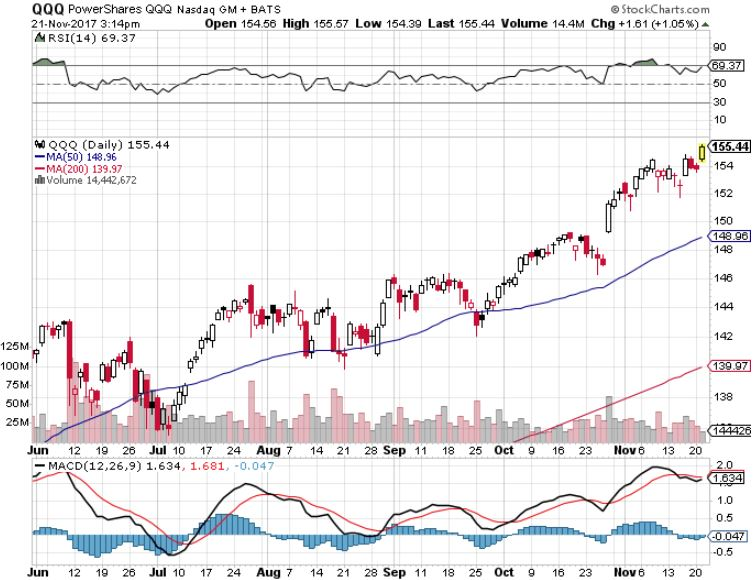 QQQ PowerShares QQQ Nasdaq GM + BATS © StockCharts.com
21-Nov-2017 3:14pm Open 154.56 High 155.57 Low 154.39 Last 155.44 Volume 14.4M Chg +1.61 (+1.05%) ▲
RSI(14) 69.37
90
69.37
50
30
10
QQQ (Daily) 155.44
MA(50) 148.96
MA(200) 139.97
Volume 14,442,672
155.44
154
152
150
148.96
148
146
144
142
139.97
138
144426
125M
100M
75M
50M
25M
Jun 12 19 26 Jul 10 17 24 Aug 7 14 21 28 Sep 11 18 25 Oct 9 16 23 Nov 6 13 20
MACD(12,26,9) 1.634, 1.681, -0.047
2.0
1.634
1.0
0.5
-0.047
-0.5
Jun 12 19 26 Jul 10 17 24 Aug 7 14 21 28 Sep 11 18 25 Oct 9 16 23 Nov 6 13 20